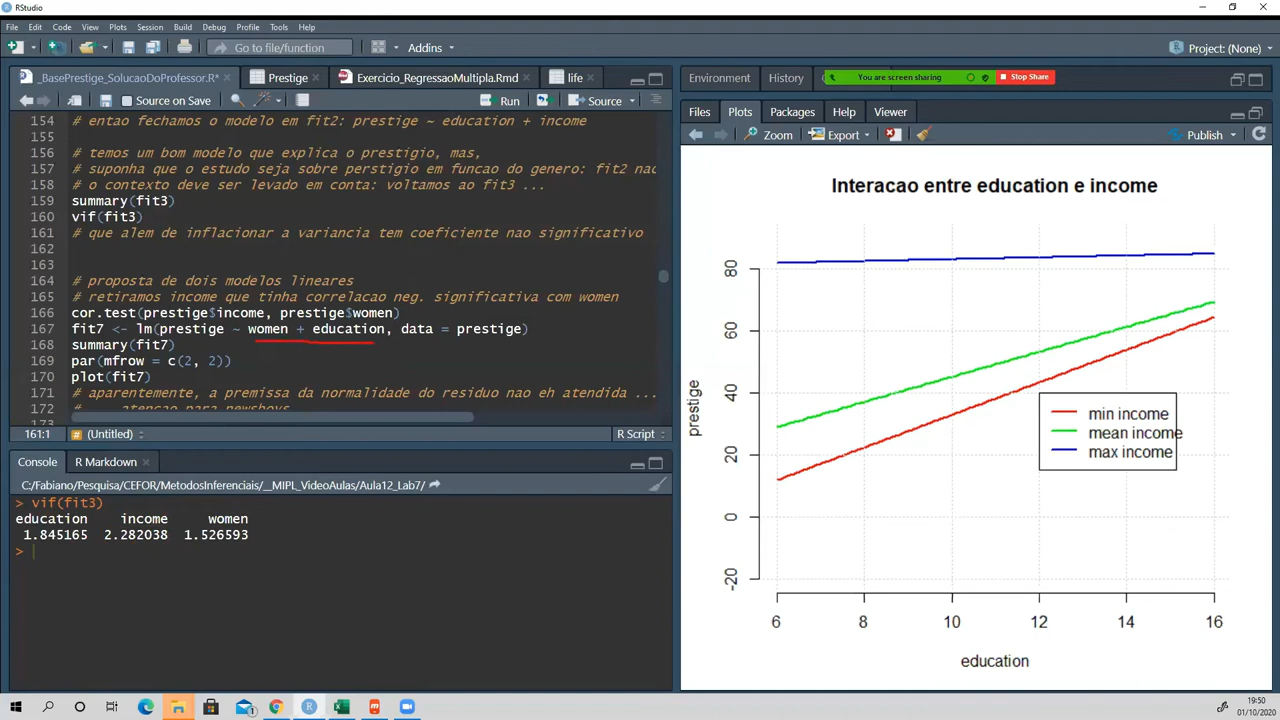 RStudio
File Edit Code View Plots Session Build Debug Profile Tools Help
Go to file/function Addins Project: (None)
_BasePrestige_SolucaoDoProfessor.R* Prestige Exercicio_RegressaoMultipla.Rmd life
Source on Save Run Source
154 # entao fechamos o modelo em fit2: prestige ~ education + income
155
156 # temos um bom modelo que explica o prestigio, mas,
157 # suponha que o estudo seja sobre perstigio em funcao do genero: fit2 nao
158 # o contexto deve ser levado em conta: voltamos ao fit3 ...
159 summary(fit3)
160 vif(fit3)
161 # que alem de inflacionar a variancia tem coeficiente nao significativo
162
163
164 # proposta de dois modelos lineares
165 # retiramos income que tinha correlacao neg. significativa com women
166 cor.test(prestige$income, prestige$women)
167 fit7 <- lm(prestige ~ women + education, data = prestige)
168 summary(fit7)
169 par(mfrow = c(2, 2))
170 plot(fit7)
171 # aparentemente, a premissa da normalidade do residuo nao eh atendida ...
172 # ... atencao para newsboys
173
161:1 # (Untitled) R Script
Console R Markdown
C:/Fabiano/Pesquisa/CEFOR/MetodosInferenciais/__MIPL_VideoAulas/Aula12_Lab7/
> vif(fit3)
education income women
1.845165 2.282038 1.526593
>
Environment History
You are screen sharing Stop Share
Files Plots Packages Help Viewer
Zoom Export Publish
Interacao entre education e income
prestige
80
60
40
20
0
-20
min income
mean income
max income
6 8 10 12 14 16
education
19:50
01/10/2020